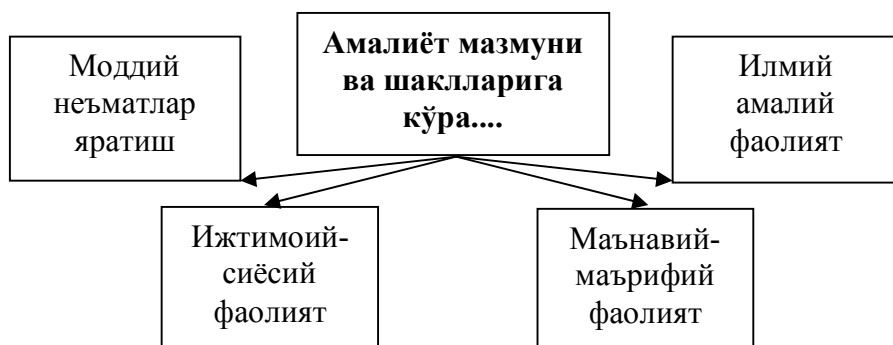 Амалиёт мазмуни
ва шаклларига
кўра....
Моддий
неъматлар
яратиш
Илмий
амалий
фаолият
Ижтимоий-
сиёсий
фаолият
Маънавий-
маърифий
фаолият